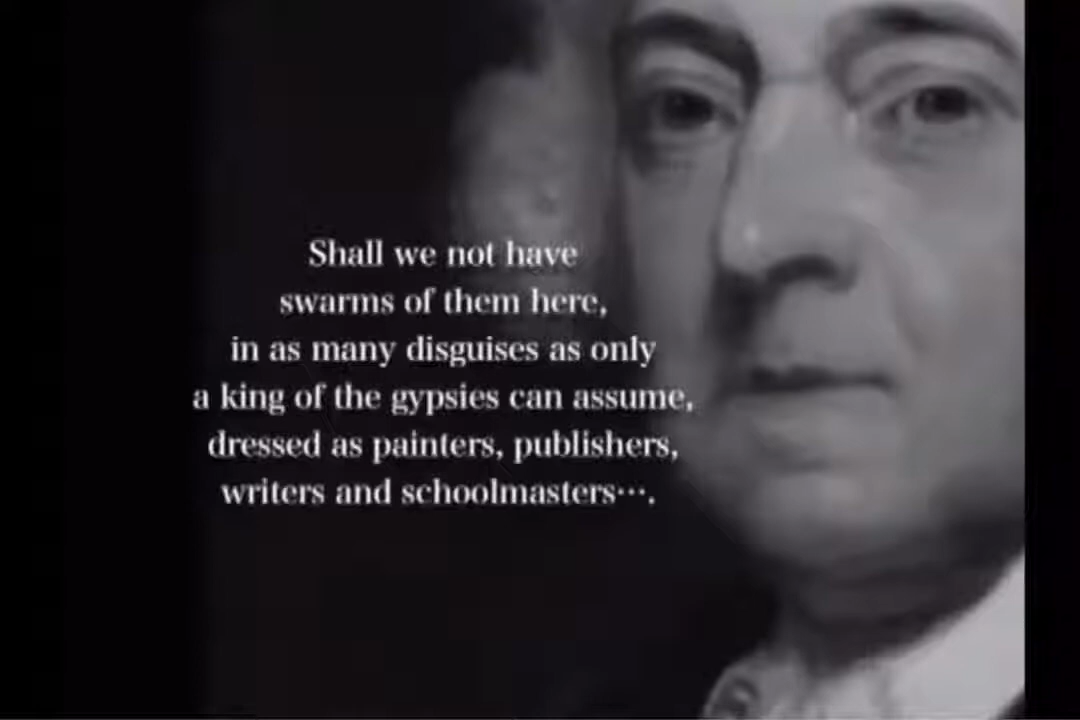 Shall we not have
swarms of them here,
in as many disguises as only
a king of the gypsies can assume,
dressed as painters, publishers,
writers and schoolmasters….